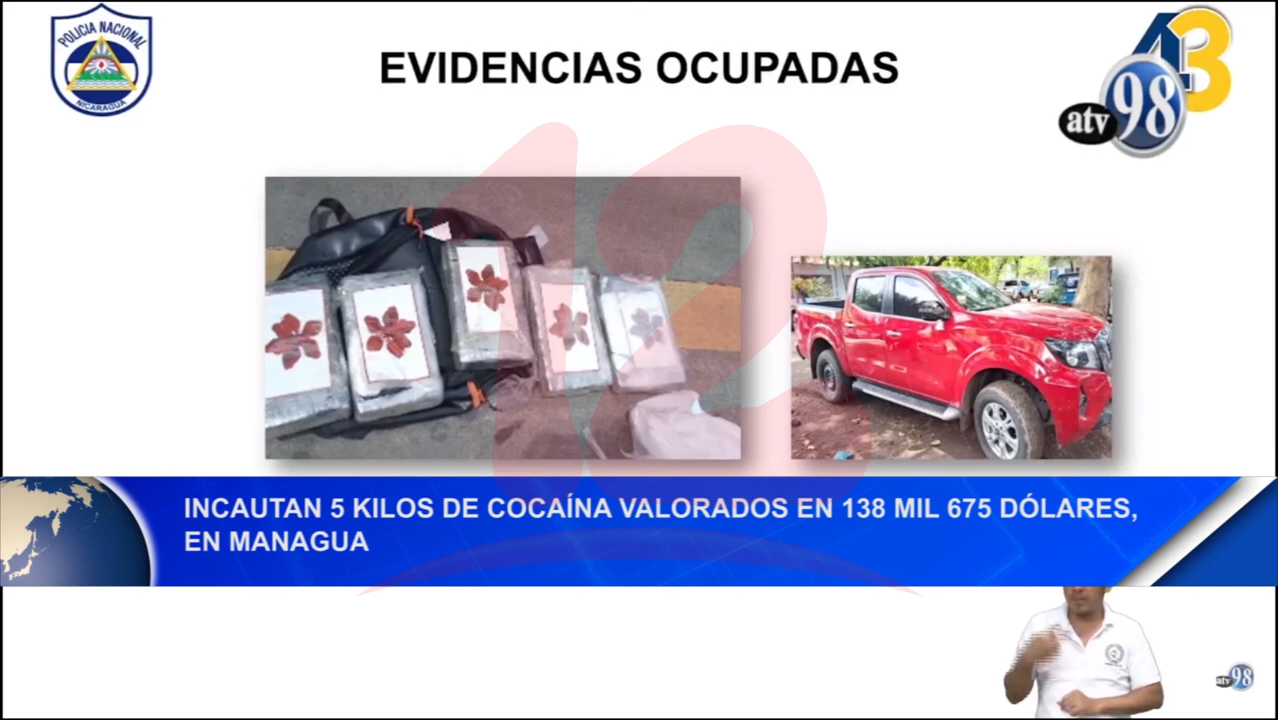 POLICIA NACIONAL
NICARAGUA
EVIDENCIAS OCUPADAS
43
atv 98
12
INCAUTAN 5 KILOS DE COCAÍNA VALORADOS EN 138 MIL 675 DÓLARES,
EN MANAGUA
atv 98